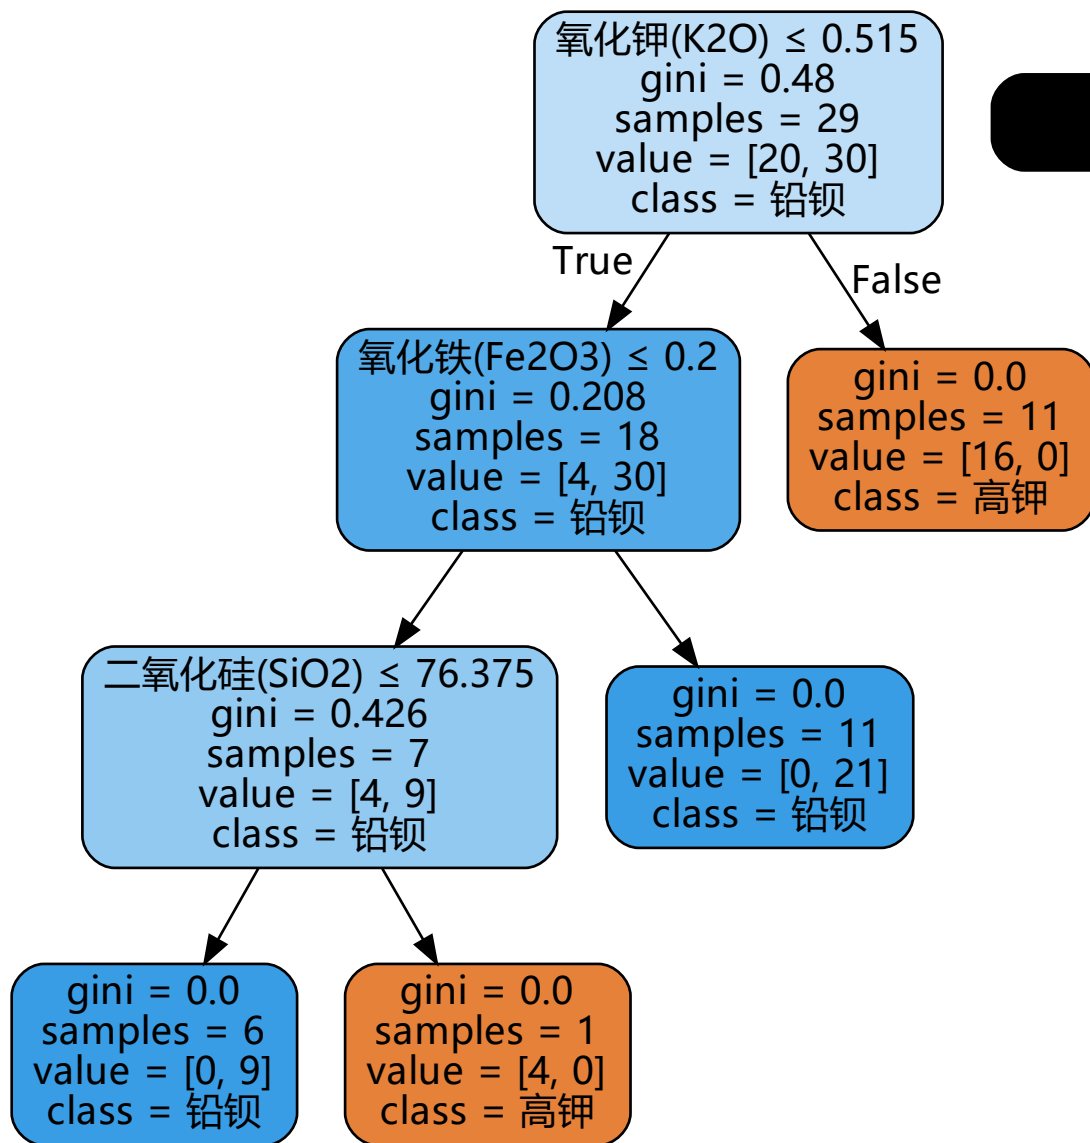 氧化钾(K2O) ≤ 0.515
gini = 0.48
samples = 29
value = [20, 30]
class = 铅钡
True
False
氧化铁(Fe2O3) ≤ 0.2
gini = 0.208
samples = 18
value = [4, 30]
class = 铅钡
gini = 0.0
samples = 11
value = [16, 0]
class = 高钾
二氧化硅(SiO2) ≤ 76.375
gini = 0.426
samples = 7
value = [4, 9]
class = 铅钡
gini = 0.0
samples = 11
value = [0, 21]
class = 铅钡
gini = 0.0
samples = 6
value = [0, 9]
class = 铅钡
gini = 0.0
samples = 1
value = [4, 0]
class = 高钾